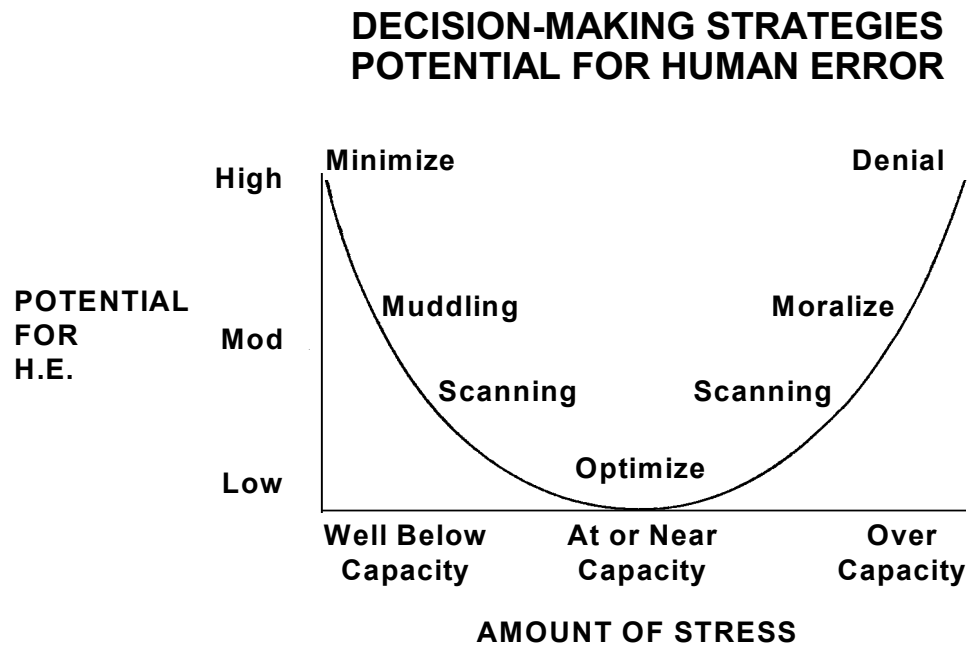 DECISION-MAKING STRATEGIES
POTENTIAL FOR HUMAN ERROR
Minimize
Denial
High
POTENTIAL
FOR
H.E.
Muddling
Moralize
Mod
Scanning
Scanning
Optimize
Low
Well Below
Capacity
At or Near
Capacity
Over
Capacity
AMOUNT OF STRESS